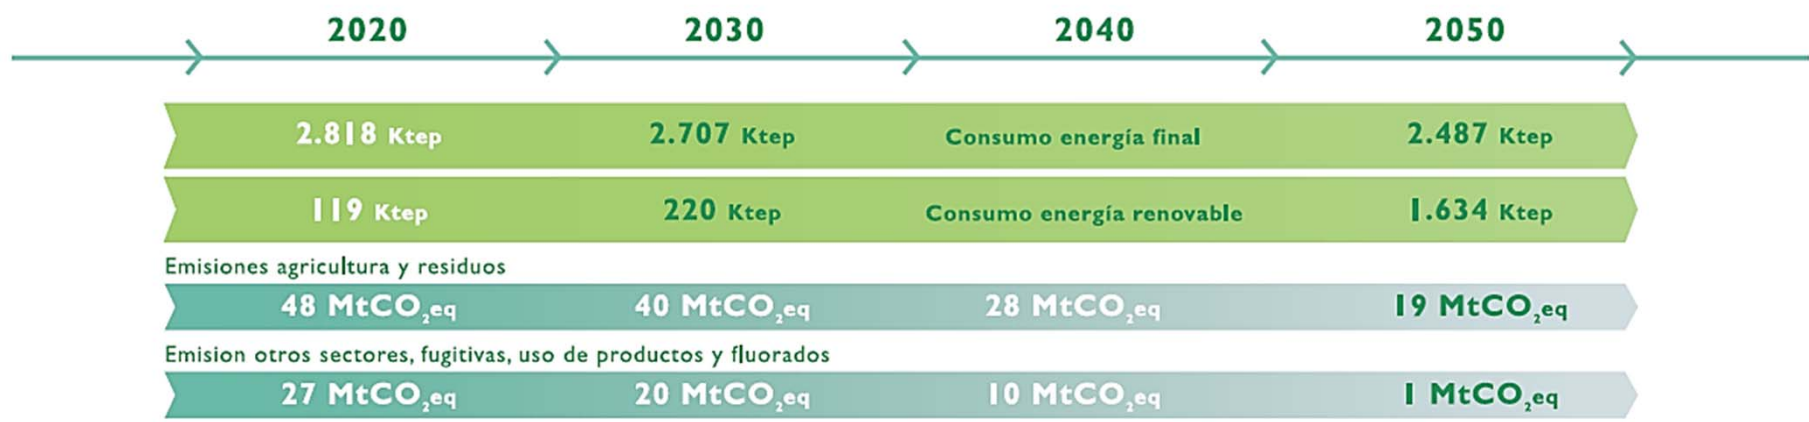 2020 2030 2040 2050
2.818 Ktep 2.707 Ktep Consumo energía final 2.487 Ktep
119 Ktep 220 Ktep Consumo energía renovable 1.634 Ktep
Emisiones agricultura y residuos
48 MtCO₂eq 40 MtCO₂eq 28 MtCO₂eq 19 MtCO₂eq
Emision otros sectores, fugitivas, uso de productos y fluorados
27 MtCO₂eq 20 MtCO₂eq 10 MtCO₂eq 1 MtCO₂eq